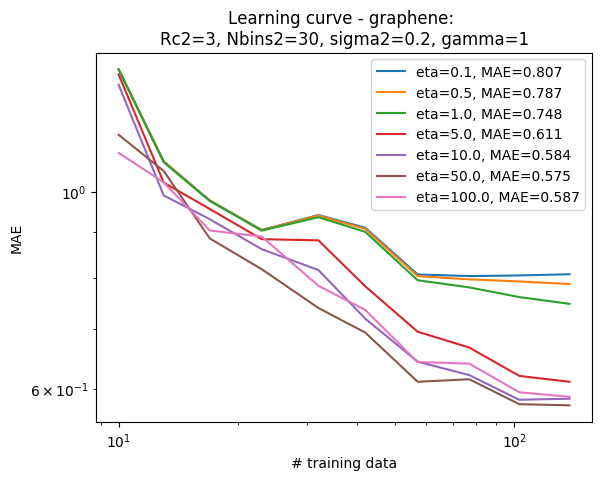 Learning curve - graphene:
Rc2=3, Nbins2=30, sigma2=0.2, gamma=1
eta=0.1, MAE=0.807
eta=0.5, MAE=0.787
eta=1.0, MAE=0.748
eta=5.0, MAE=0.611
eta=10.0, MAE=0.584
eta=50.0, MAE=0.575
eta=100.0, MAE=0.587
10⁰
MAE
6 × 10⁻¹
10¹
10²
# training data